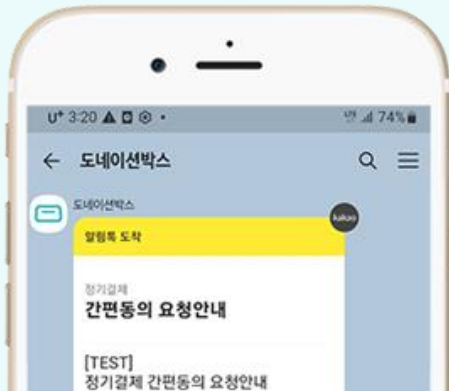 U+ 3:20
74%
도네이션박스
도네이션박스
kakao
알림톡 도착
정기결제
간편동의 요청안내
[TEST]
정기결제 간편동의 요청안내